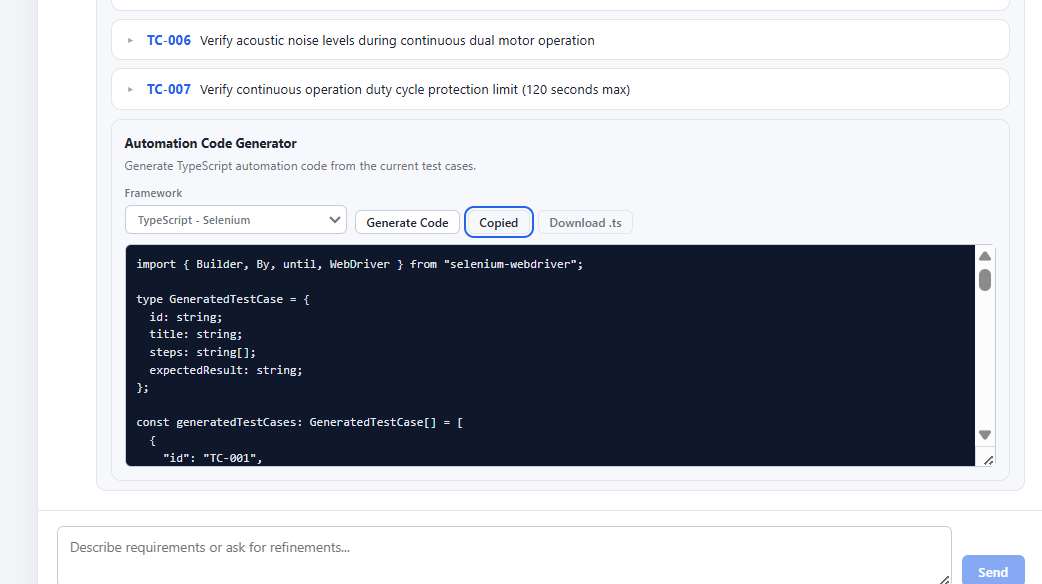 TC-006 Verify acoustic noise levels during continuous dual motor operation
TC-007 Verify continuous operation duty cycle protection limit (120 seconds max)
Automation Code Generator
Generate TypeScript automation code from the current test cases.
Framework
TypeScript - Selenium Generate Code Copied Download .ts
import { Builder, By, until, WebDriver } from "selenium-webdriver";
type GeneratedTestCase = {
id: string;
title: string;
steps: string[];
expectedResult: string;
};
const generatedTestCases: GeneratedTestCase[] = [
{
"id": "TC-001",
Describe requirements or ask for refinements...
Send